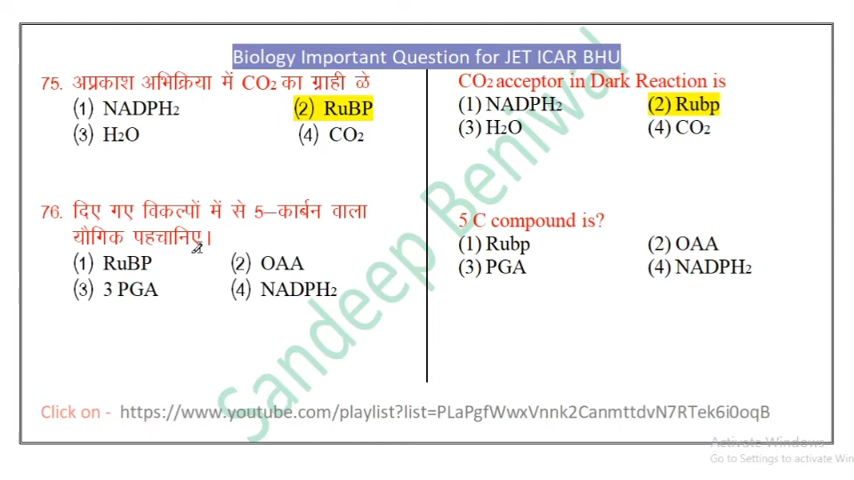 Biology Important Question for JET ICAR BHU
75. अप्रकाश अभिक्रिया में CO2 का ग्राही ळे
(1) NADPH2 (2) RuBP
(3) H2O (4) CO2
76. दिए गए विकल्पों में से 5–कार्बन वाला
यौगिक पहचानिए।
(1) RuBP (2) OAA
(3) 3 PGA (4) NADPH2
CO2 acceptor in Dark Reaction is
(1) NADPH2 (2) Rubp
(3) H2O (4) CO2
5 C compound is?
(1) Rubp (2) OAA
(3) PGA (4) NADPH2
Sandeep Beniwal
Click on - https://www.youtube.com/playlist?list=PLaPgfWwxVnnk2CanmttdvN7RTek6i0oqB
Activate Windows
Go to Settings to activate Win